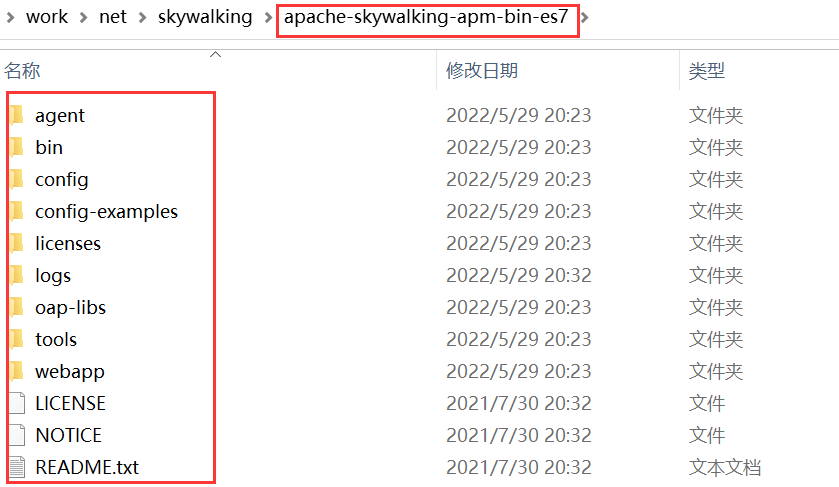 work > net > skywalking > apache-skywalking-apm-bin-es7 >
名称 修改日期 类型
agent 2022/5/29 20:23 文件夹
bin 2022/5/29 20:23 文件夹
config 2022/5/29 20:23 文件夹
config-examples 2022/5/29 20:23 文件夹
licenses 2022/5/29 20:23 文件夹
logs 2022/5/29 20:32 文件夹
oap-libs 2022/5/29 20:23 文件夹
tools 2022/5/29 20:23 文件夹
webapp 2022/5/29 20:23 文件夹
LICENSE 2021/7/30 20:32 文件
NOTICE 2021/7/30 20:32 文件
README.txt 2021/7/30 20:32 文本文档